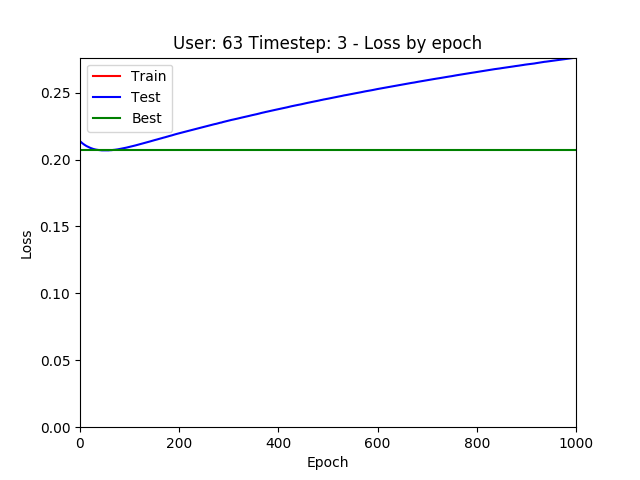 User: 63 Timestep: 3 - Loss by epoch
Train
Test
Best
0.25
0.20
0.15
0.10
0.05
0.00
Loss
0 200 400 600 800 1000
Epoch